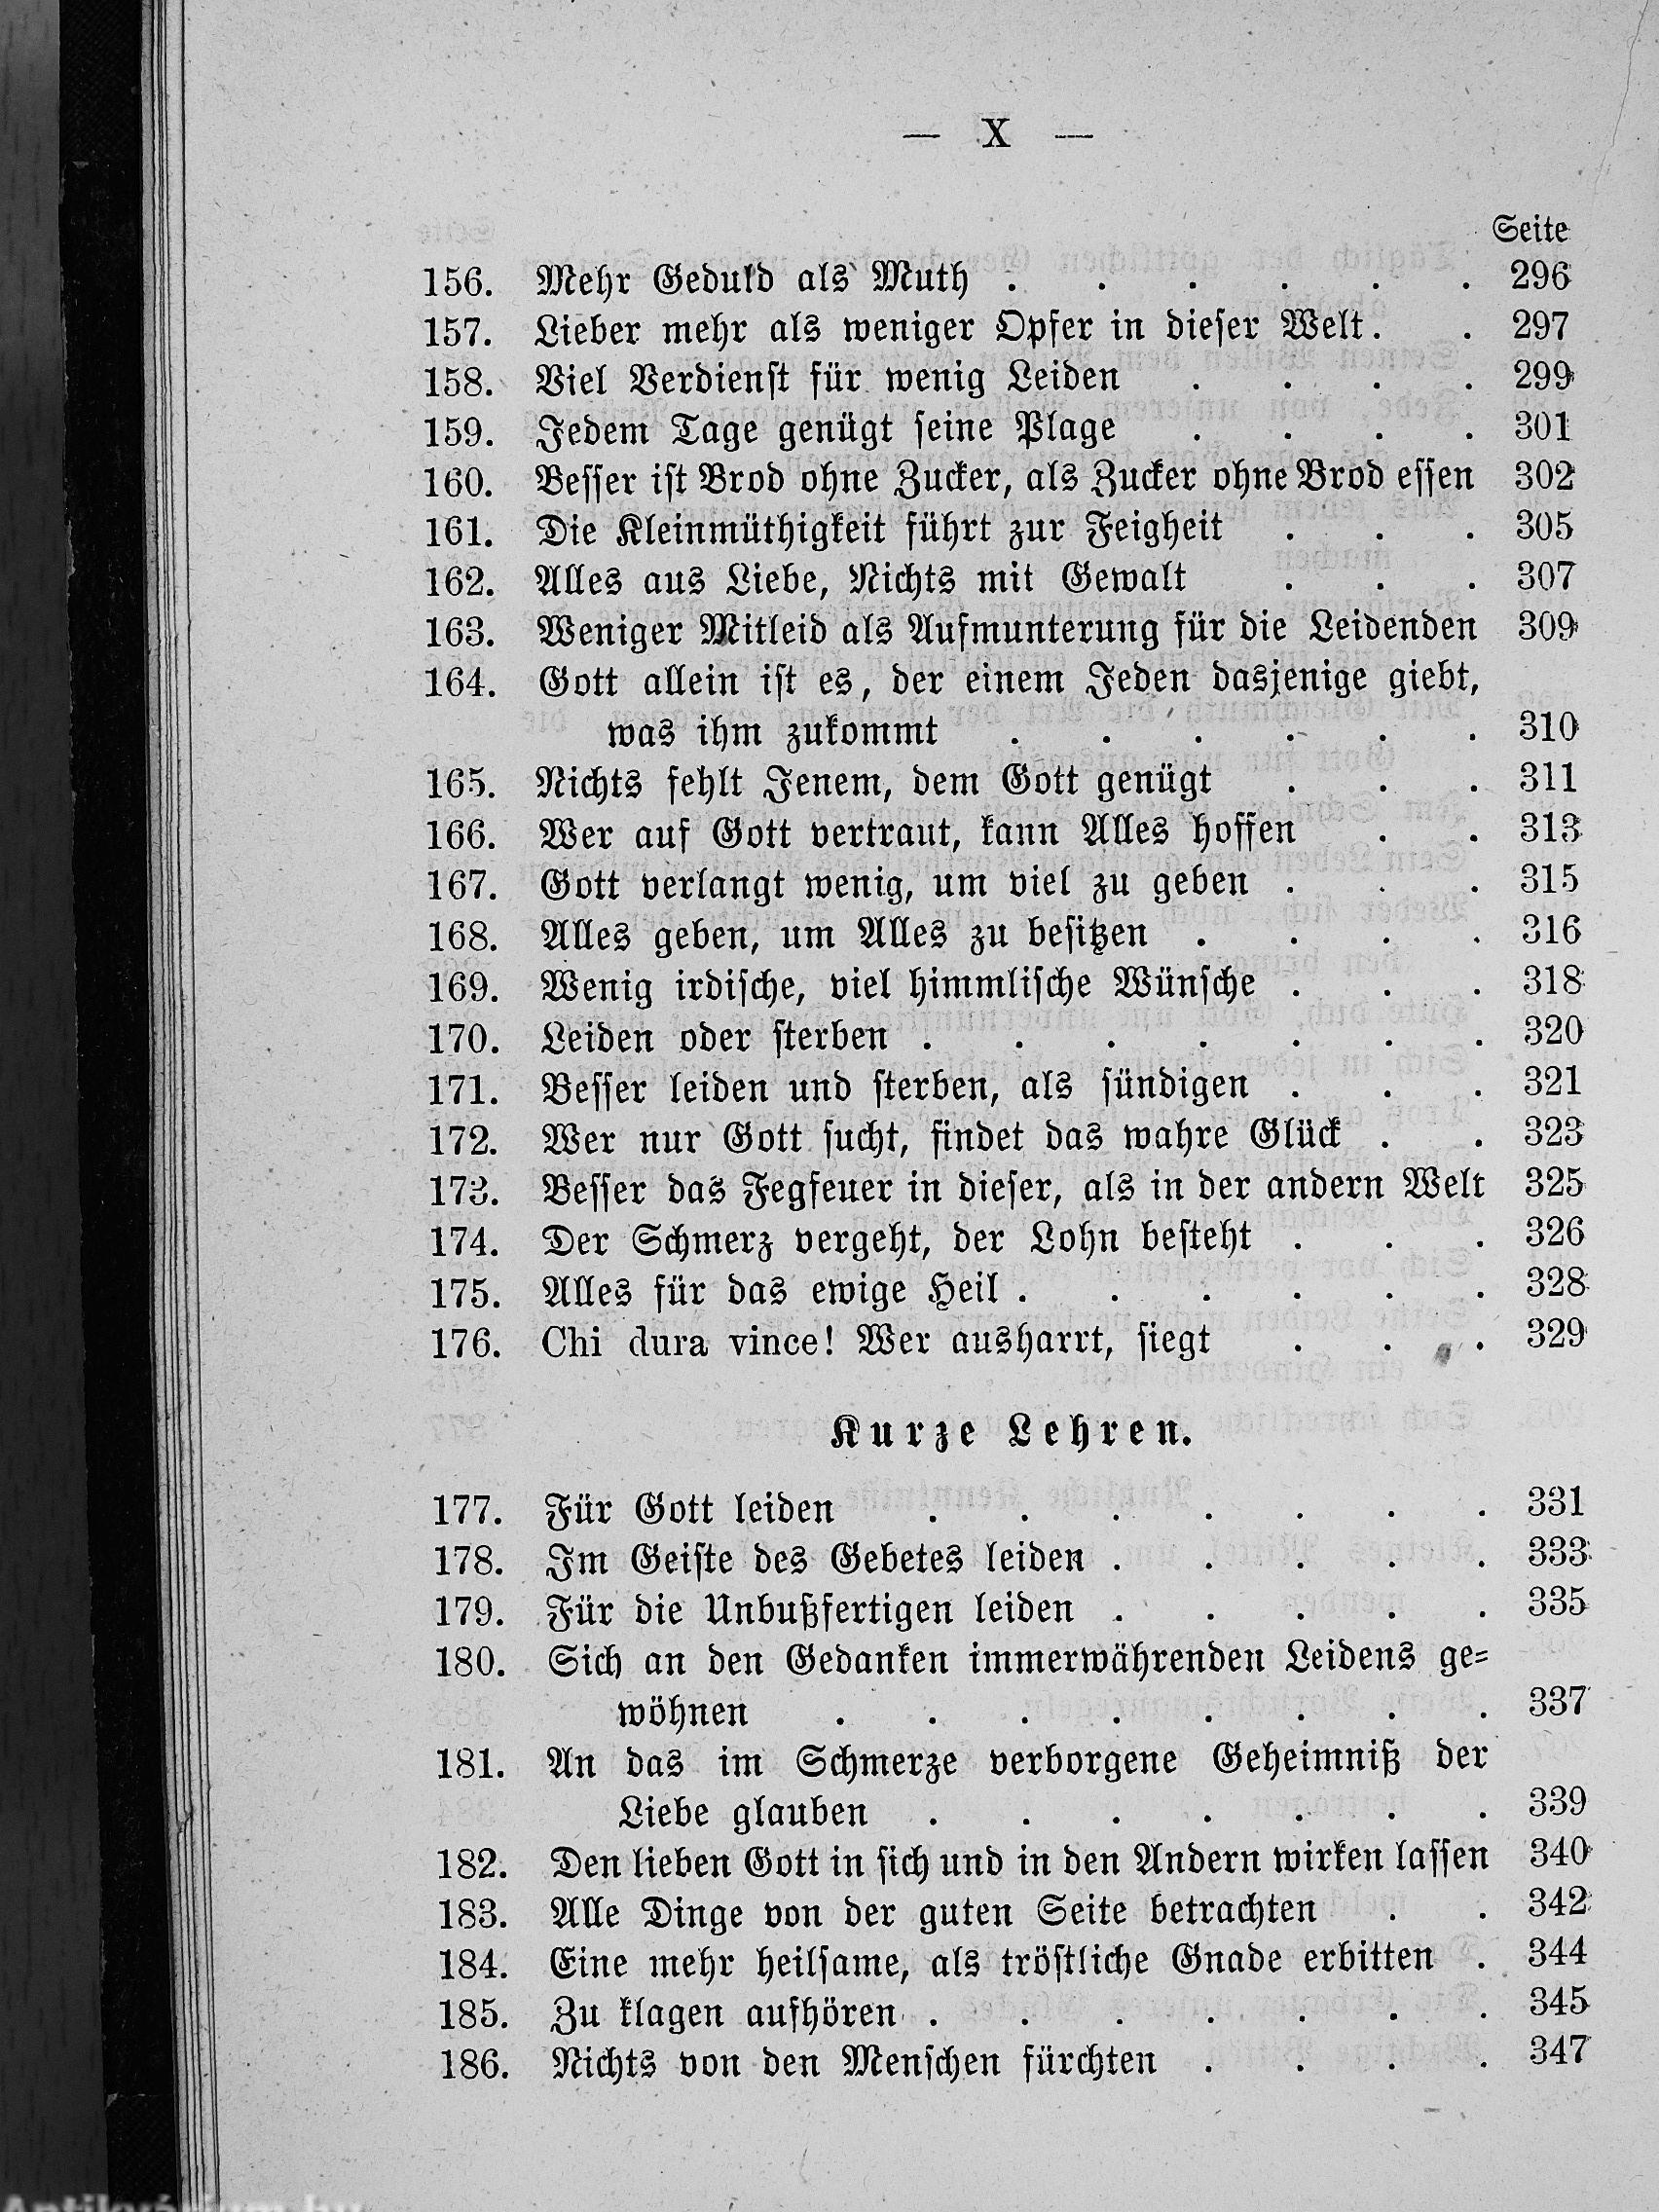 — X —
Seite
156. Mehr Geduld als Muth . . . . . . 296
157. Lieber mehr als weniger Opfer in dieser Welt . . 297
158. Viel Verdienst für wenig Leiden . . . . 299
159. Jedem Tage genügt seine Plage . . . . 301
160. Besser ist Brod ohne Zucker, als Zucker ohne Brod essen 302
161. Die Kleinmüthigkeit führt zur Feigheit . . . 305
162. Alles aus Liebe, Nichts mit Gewalt . . . 307
163. Weniger Mitleid als Aufmunterung für die Leidenden 309
164. Gott allein ist es, der einem Jeden dasjenige giebt,
was ihm zukommt . . . . . . 310
165. Nichts fehlt Jenem, dem Gott genügt . . . 311
166. Wer auf Gott vertraut, kann Alles hoffen . . 313
167. Gott verlangt wenig, um viel zu geben . . . 315
168. Alles geben, um Alles zu besitzen . . . . 316
169. Wenig irdische, viel himmlische Wünsche . . . 318
170. Leiden oder sterben . . . . . . . 320
171. Besser leiden und sterben, als sündigen . . . 321
172. Wer nur Gott sucht, findet das wahre Glück . . 323
173. Besser das Fegfeuer in dieser, als in der andern Welt 325
174. Der Schmerz vergeht, der Lohn besteht . . . 326
175. Alles für das ewige Heil . . . . . . 328
176. Chi dura vince! Wer ausharrt, siegt . . . 329
Kurze Lehren.
177. Für Gott leiden . . . . . . . 331
178. Im Geiste des Gebetes leiden . . . . . 333
179. Für die Unbußfertigen leiden . . . . . 335
180. Sich an den Gedanken immerwährenden Leidens ge=
wöhnen . . . . . . . . 337
181. An das im Schmerze verborgene Geheimniß der
Liebe glauben . . . . . . . 339
182. Den lieben Gott in sich und in den Andern wirken lassen 340
183. Alle Dinge von der guten Seite betrachten . . 342
184. Eine mehr heilsame, als tröstliche Gnade erbitten . 344
185. Zu klagen aufhören . . . . . . . 345
186. Nichts von den Menschen fürchten . . . . 347